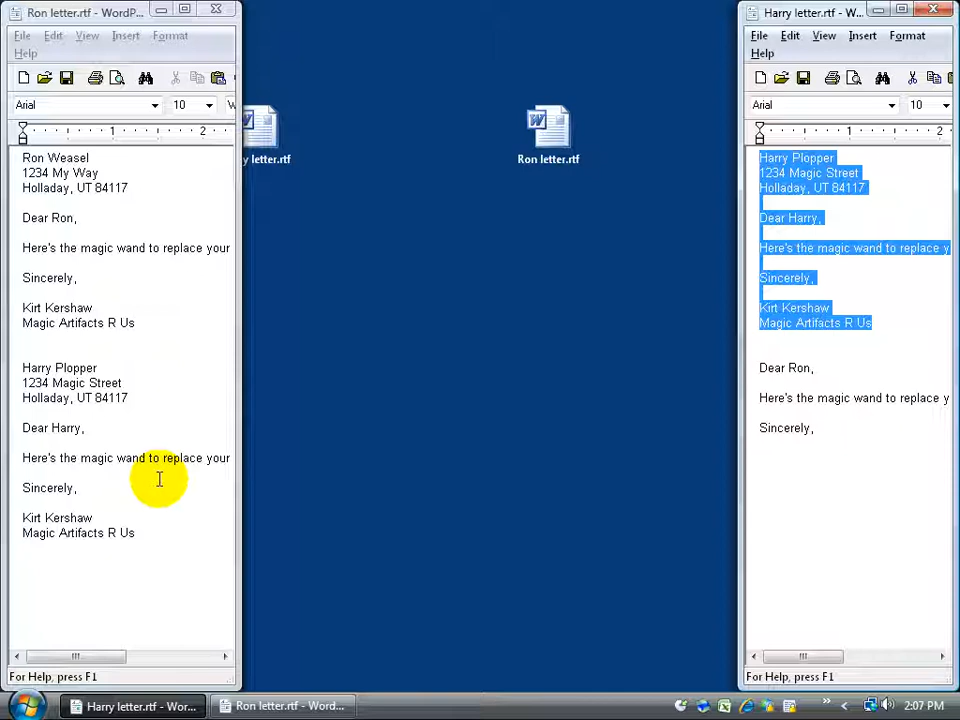 Ron letter.rtf - WordP...
File Edit View Insert Format
Help
Arial 10 W
1 2
Ron Weasel
1234 My Way
Holladay, UT 84117
Dear Ron,
Here's the magic wand to replace your
Sincerely,
Kirt Kershaw
Magic Artifacts R Us
Harry Plopper
1234 Magic Street
Holladay, UT 84117
Dear Harry,
Here's the magic wand to replace your
Sincerely,
Kirt Kershaw
Magic Artifacts R Us
For Help, press F1
y letter.rtf
Ron letter.rtf
Harry letter.rtf - W...
File Edit View Insert Format
Help
Arial 10
1 2
Harry Plopper
1234 Magic Street
Holladay, UT 84117
Dear Harry,
Here's the magic wand to replace y
Sincerely,
Kirt Kershaw
Magic Artifacts R Us
Dear Ron,
Here's the magic wand to replace y
Sincerely,
For Help, press F1
Harry letter.rtf - Wor...
Ron letter.rtf - Word...
2:07 PM